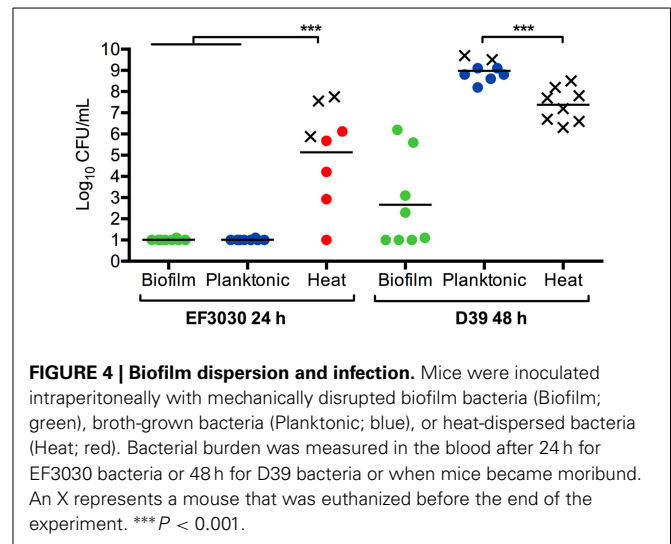 *** ***
10
9
8
7
6
5
4
3
2
1
0
Log10 CFU/mL
Biofilm Planktonic Heat Biofilm Planktonic Heat
EF3030 24 h D39 48 h
FIGURE 4 | Biofilm dispersion and infection. Mice were inoculated
intraperitoneally with mechanically disrupted biofilm bacteria (Biofilm;
green), broth-grown bacteria (Planktonic; blue), or heat-dispersed bacteria
(Heat; red). Bacterial burden was measured in the blood after 24 h for
EF3030 bacteria or 48 h for D39 bacteria or when mice became moribund.
An X represents a mouse that was euthanized before the end of the
experiment. ***P < 0.001.